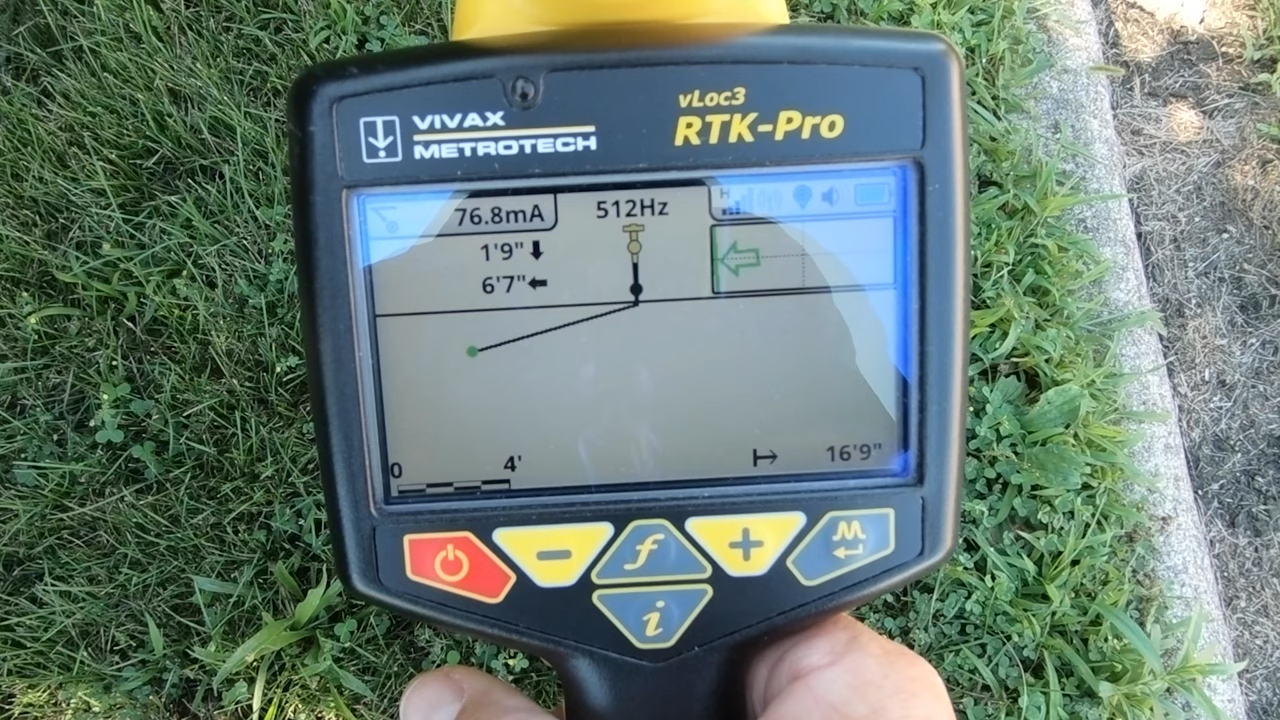 VIVAX
METROTECH
vLoc3
RTK-Pro
76.8mA
512Hz
H
1'9"
6'7"
0
4'
16'9"
f
i